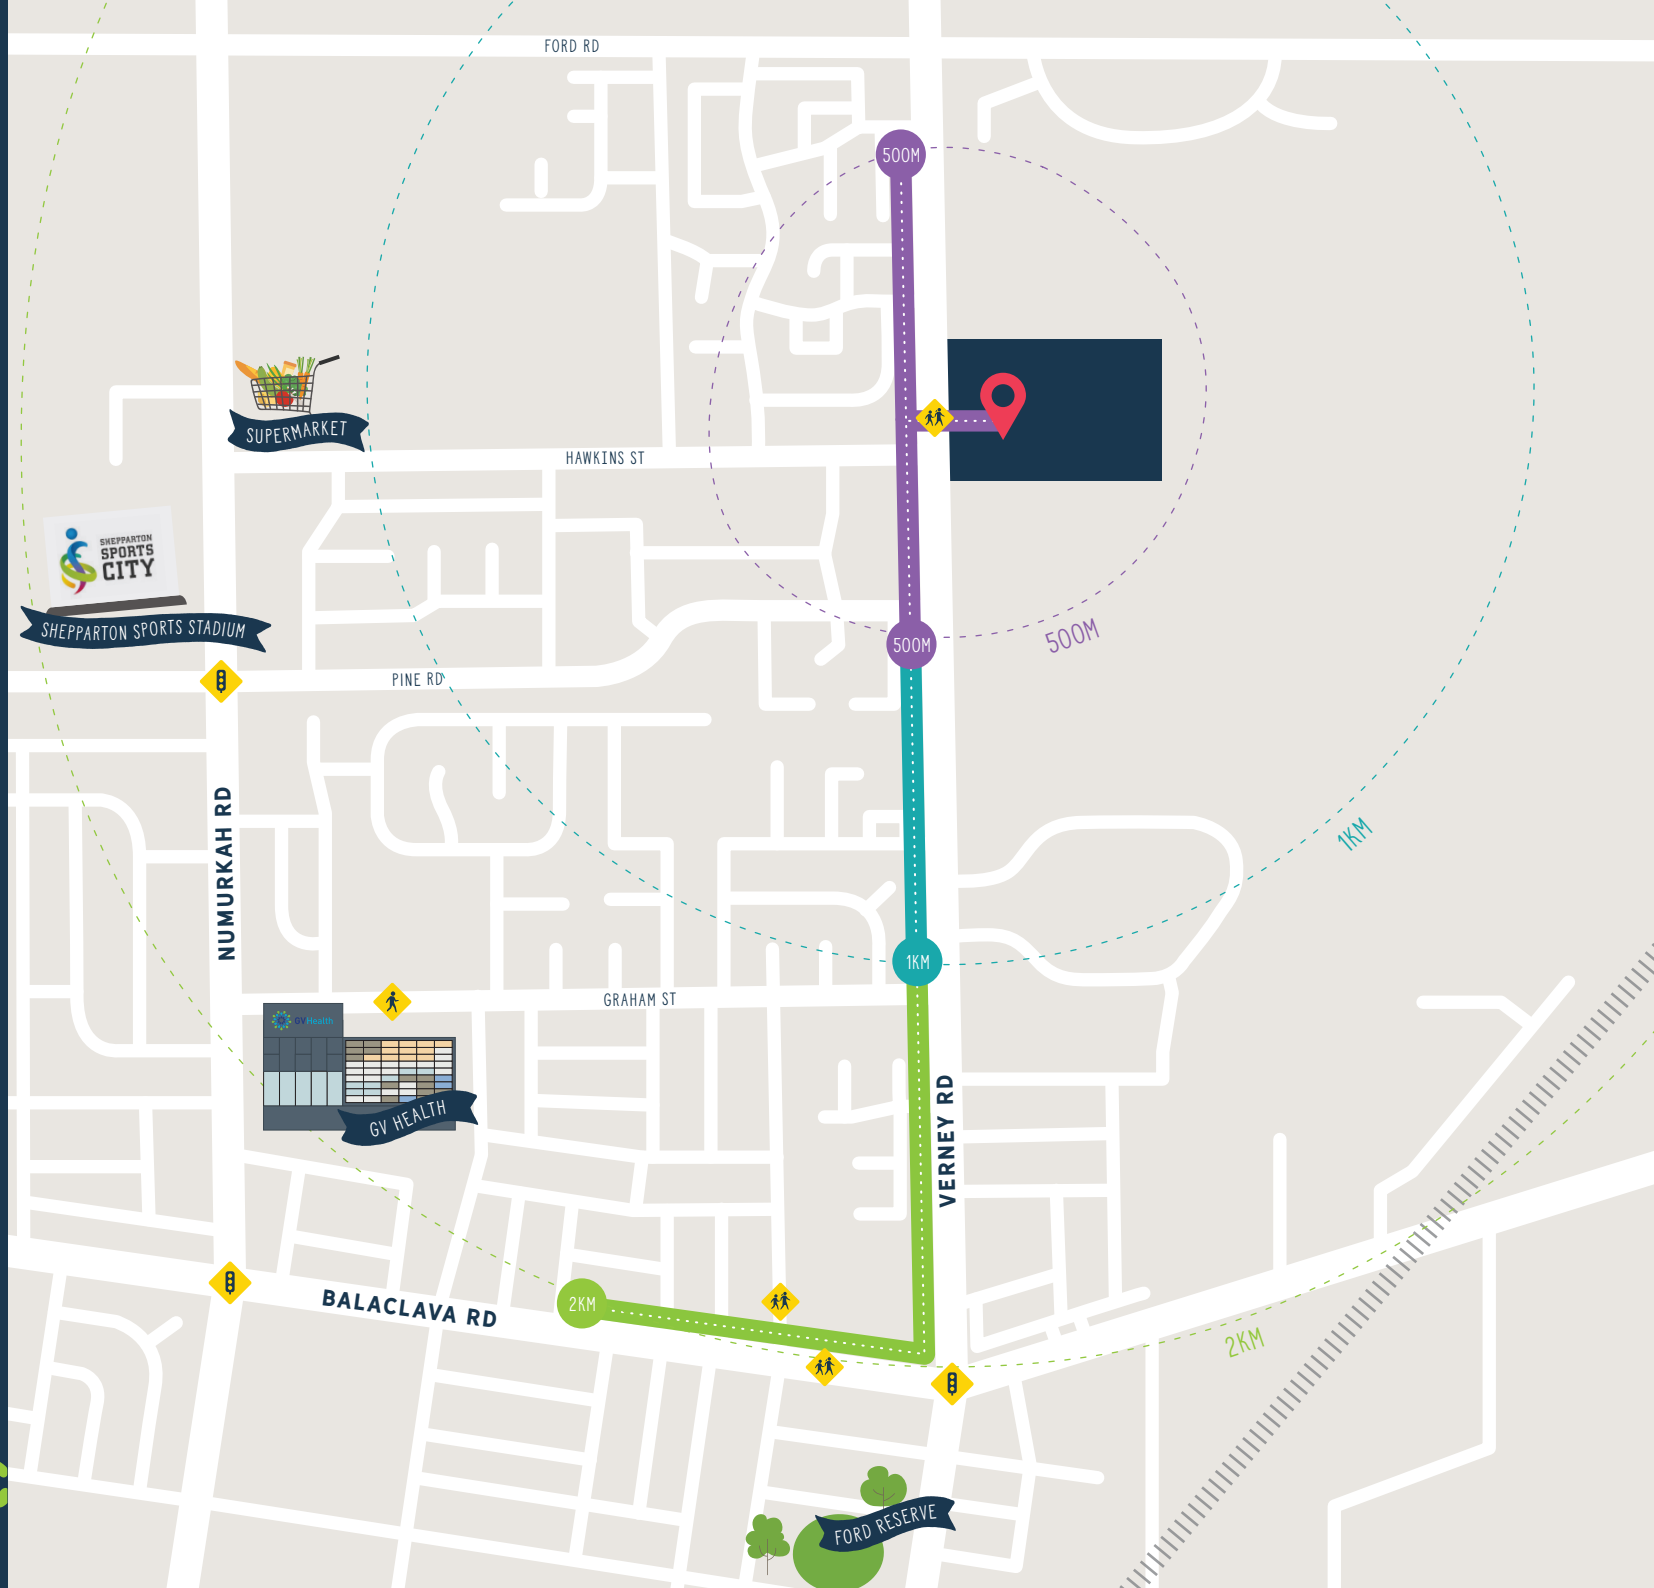 FORD RD
500M
SUPERMARKET
HAWKINS ST
SHEPPARTON
SPORTS
CITY
SHEPPARTON SPORTS STADIUM
500M
500M
PINE RD
NUMURKAH RD
1KM
1KM
GRAHAM ST
GVHealth
GV HEALTH
VERNEY RD
2KM
BALACLAVA RD
2KM
FORD RESERVE